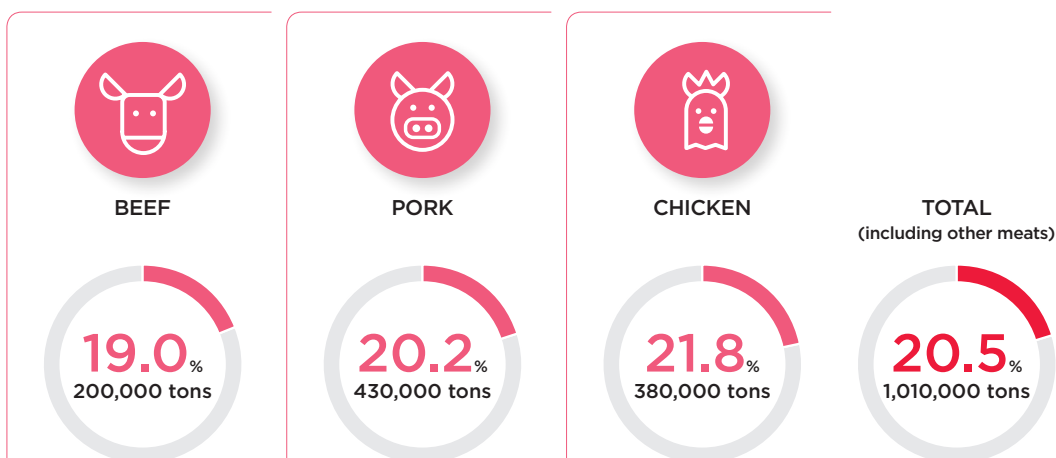 BEEF
19.0%
200,000 tons
PORK
20.2%
430,000 tons
CHICKEN
21.8%
380,000 tons
TOTAL
(including other meats)
20.5%
1,010,000 tons